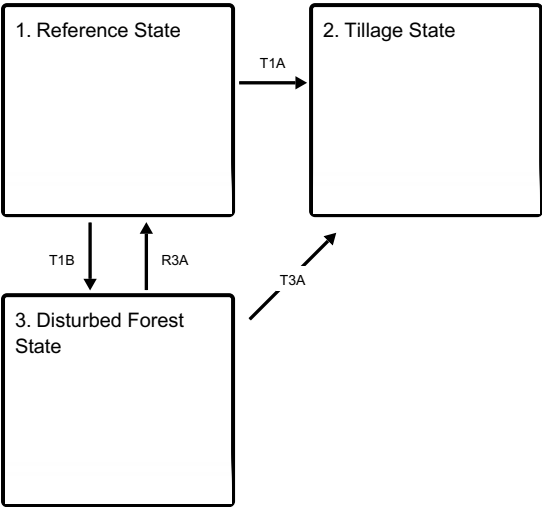 1. Reference State
2. Tillage State
T1A
T1B
R3A
T3A
3. Disturbed Forest
State